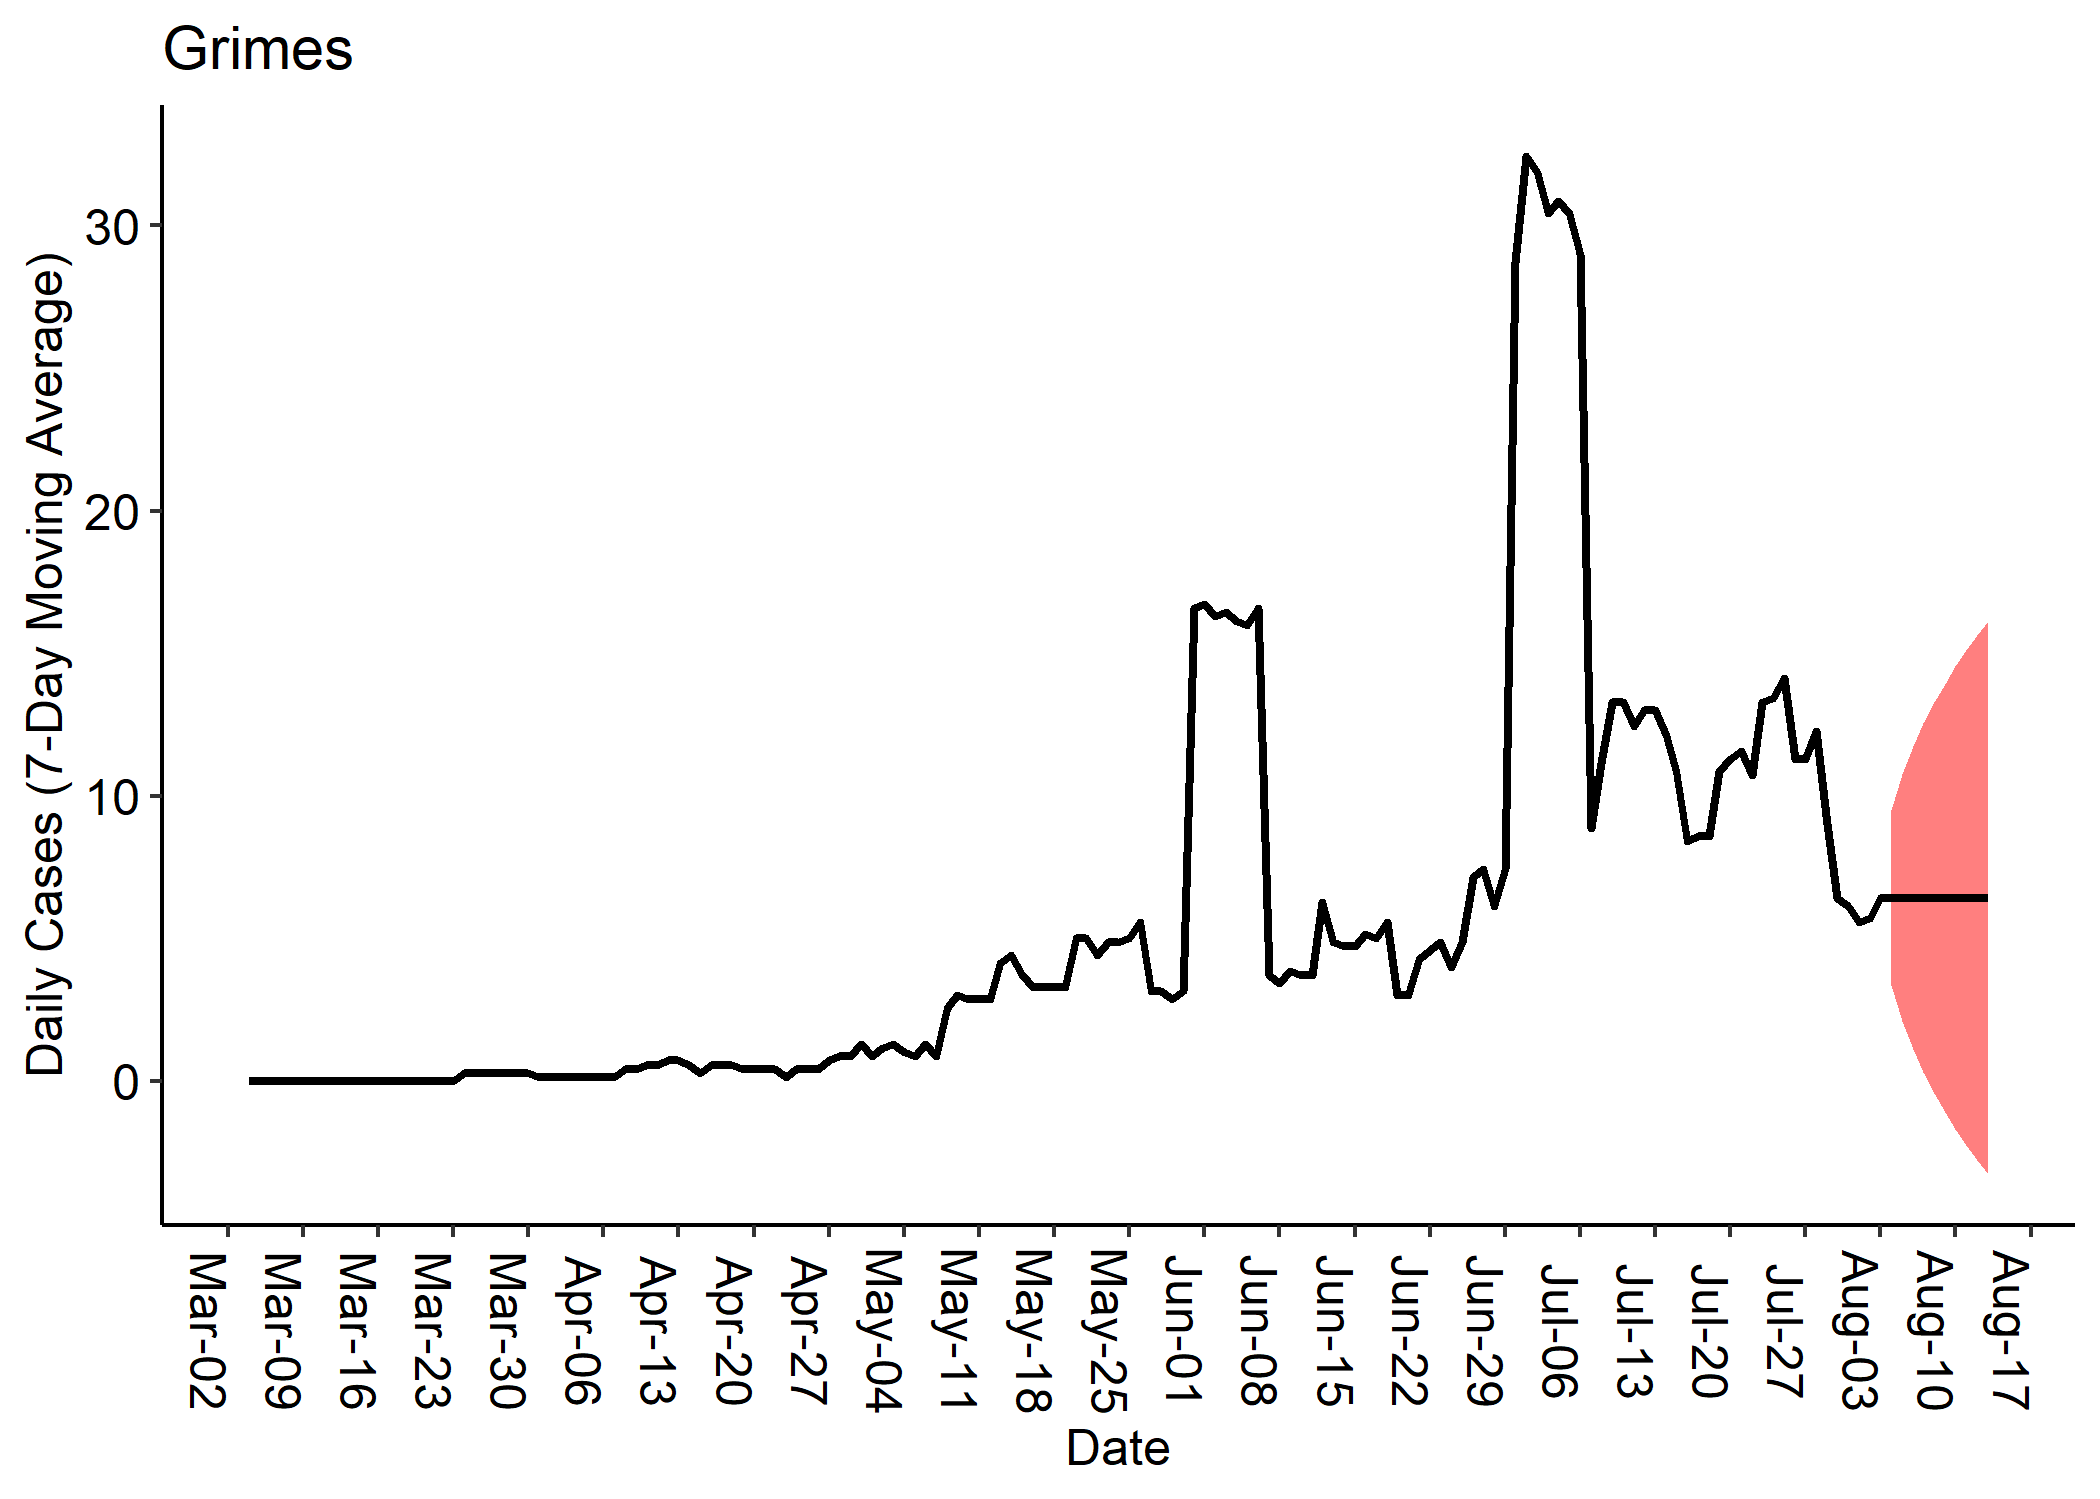 Grimes
Daily Cases (7-Day Moving Average)
30
20
10
0
Mar-02
Mar-09
Mar-16
Mar-23
Mar-30
Apr-06
Apr-13
Apr-20
Apr-27
May-04
May-11
May-18
May-25
Jun-01
Jun-08
Jun-15
Jun-22
Jun-29
Jul-06
Jul-13
Jul-20
Jul-27
Aug-03
Aug-10
Aug-17
Date